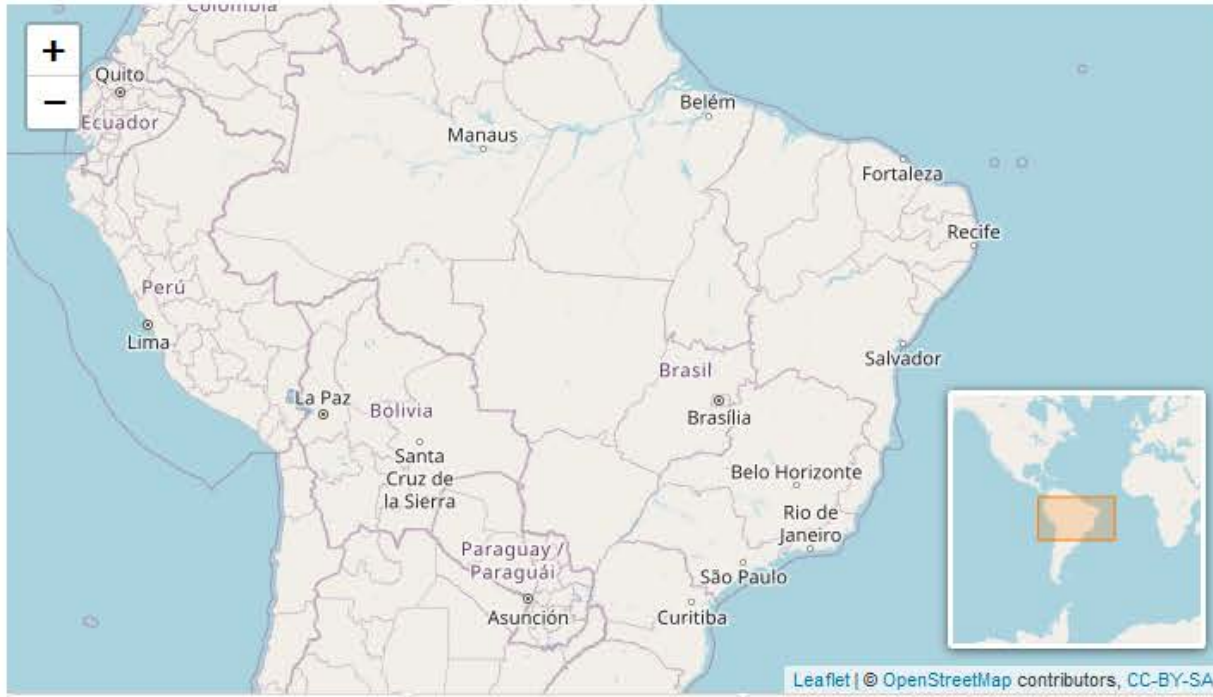 Colombia
+
−
Quito
Ecuador
Manaus
Belém
Fortaleza
Recife
Perú
Lima
Salvador
Brasil
La Paz
Bolivia
Brasília
Santa
Cruz de
la Sierra
Belo Horizonte
Rio de
Janeiro
Paraguay /
Paraguái
São Paulo
Asunción
Curitiba
Leaflet | © OpenStreetMap contributors, CC-BY-SA